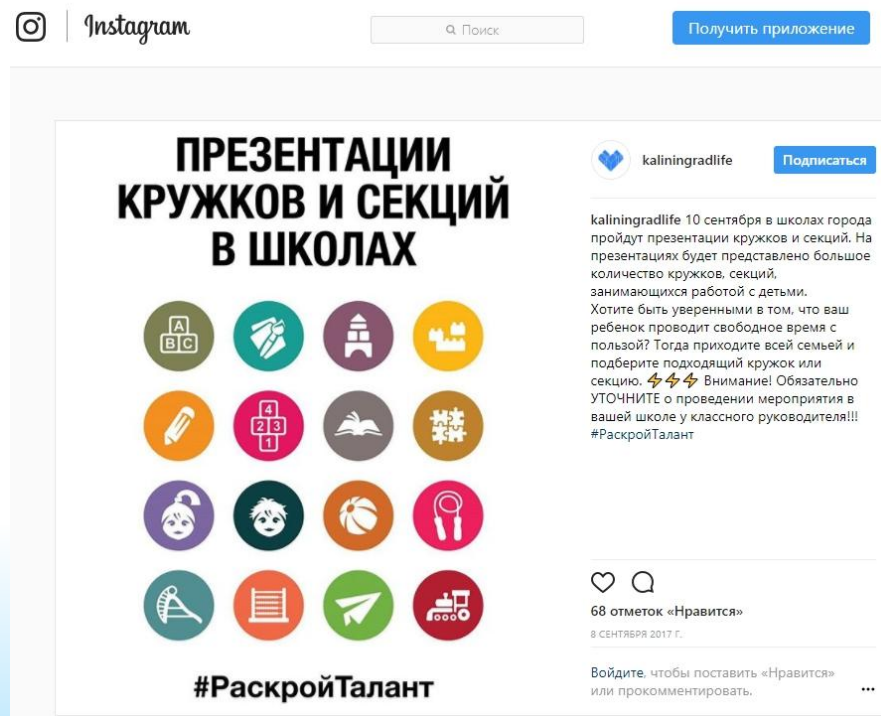 Instagram
Поиск
Получить приложение
ПРЕЗЕНТАЦИИ
КРУЖКОВ И СЕКЦИЙ
В ШКОЛАХ
A
B C
4
2 3
1
#РаскройТалант
kaliningradlife
Подписаться
kaliningradlife 10 сентября в школах города
пройдут презентации кружков и секций. На
презентациях будет представлено большое
количество кружков, секций,
занимающихся работой с детьми.
Хотите быть уверенными в том, что ваш
ребенок проводит свободное время с
пользой? Тогда приходите всей семьей и
подберите подходящий кружок или
секцию. ⚡⚡⚡ Внимание! Обязательно
УТОЧНИТЕ о проведении мероприятия в
вашей школе у классного руководителя!!!
#РаскройТалант
68 отметок «Нравится»
8 СЕНТЯБРЯ 2017 Г.
Войдите, чтобы поставить «Нравится»
или прокомментировать.